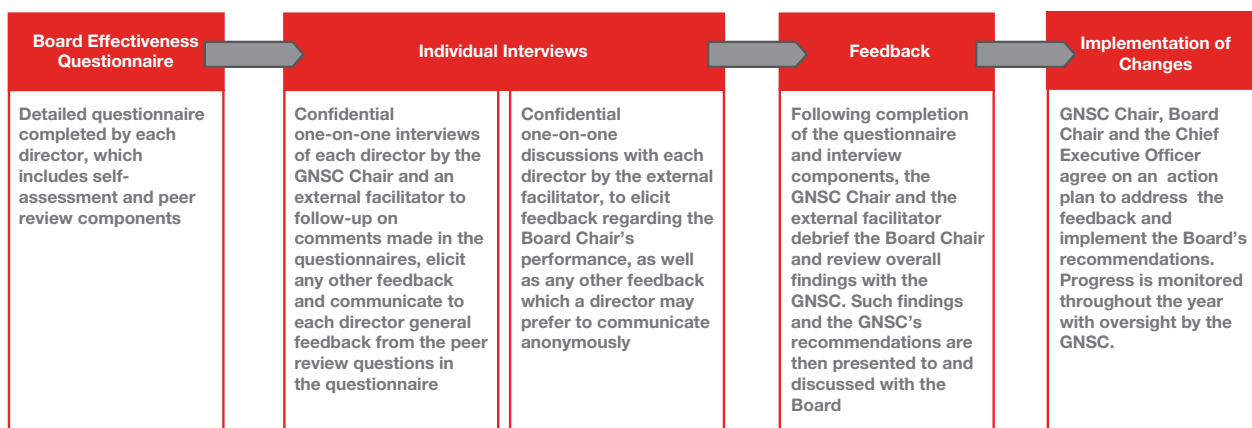 Board Effectiveness
Questionnaire
Detailed questionnaire
completed by each
director, which
includes self-
assessment and peer
review components
Individual Interviews
Confidential
one-on-one interviews
of each director by the
GNSC Chair and an
external facilitator to
follow-up on
comments made in the
questionnaires, elicit
any other feedback
and communicate to
each director general
feedback from the peer
review questions in
the questionnaire
Confidential
one-on-one
discussions with each
director by the external
facilitator, to elicit
feedback regarding the
Board Chair's
performance, as well
as any other feedback
which a director may
prefer to communicate
anonymously
Feedback
Following completion
of the questionnaire
and interview
components, the
GNSC Chair and the
external facilitator
debrief the Board Chair
and review overall
findings with the
GNSC. Such findings
and the GNSC's
recommendations are
then presented to and
discussed with the
Board
Implementation of
Changes
GNSC Chair, Board
Chair and the Chief
Executive Officer
agree on an action
plan to address the
feedback and
implement the Board's
recommendations.
Progress is monitored
throughout the year
with oversight by the
GNSC.